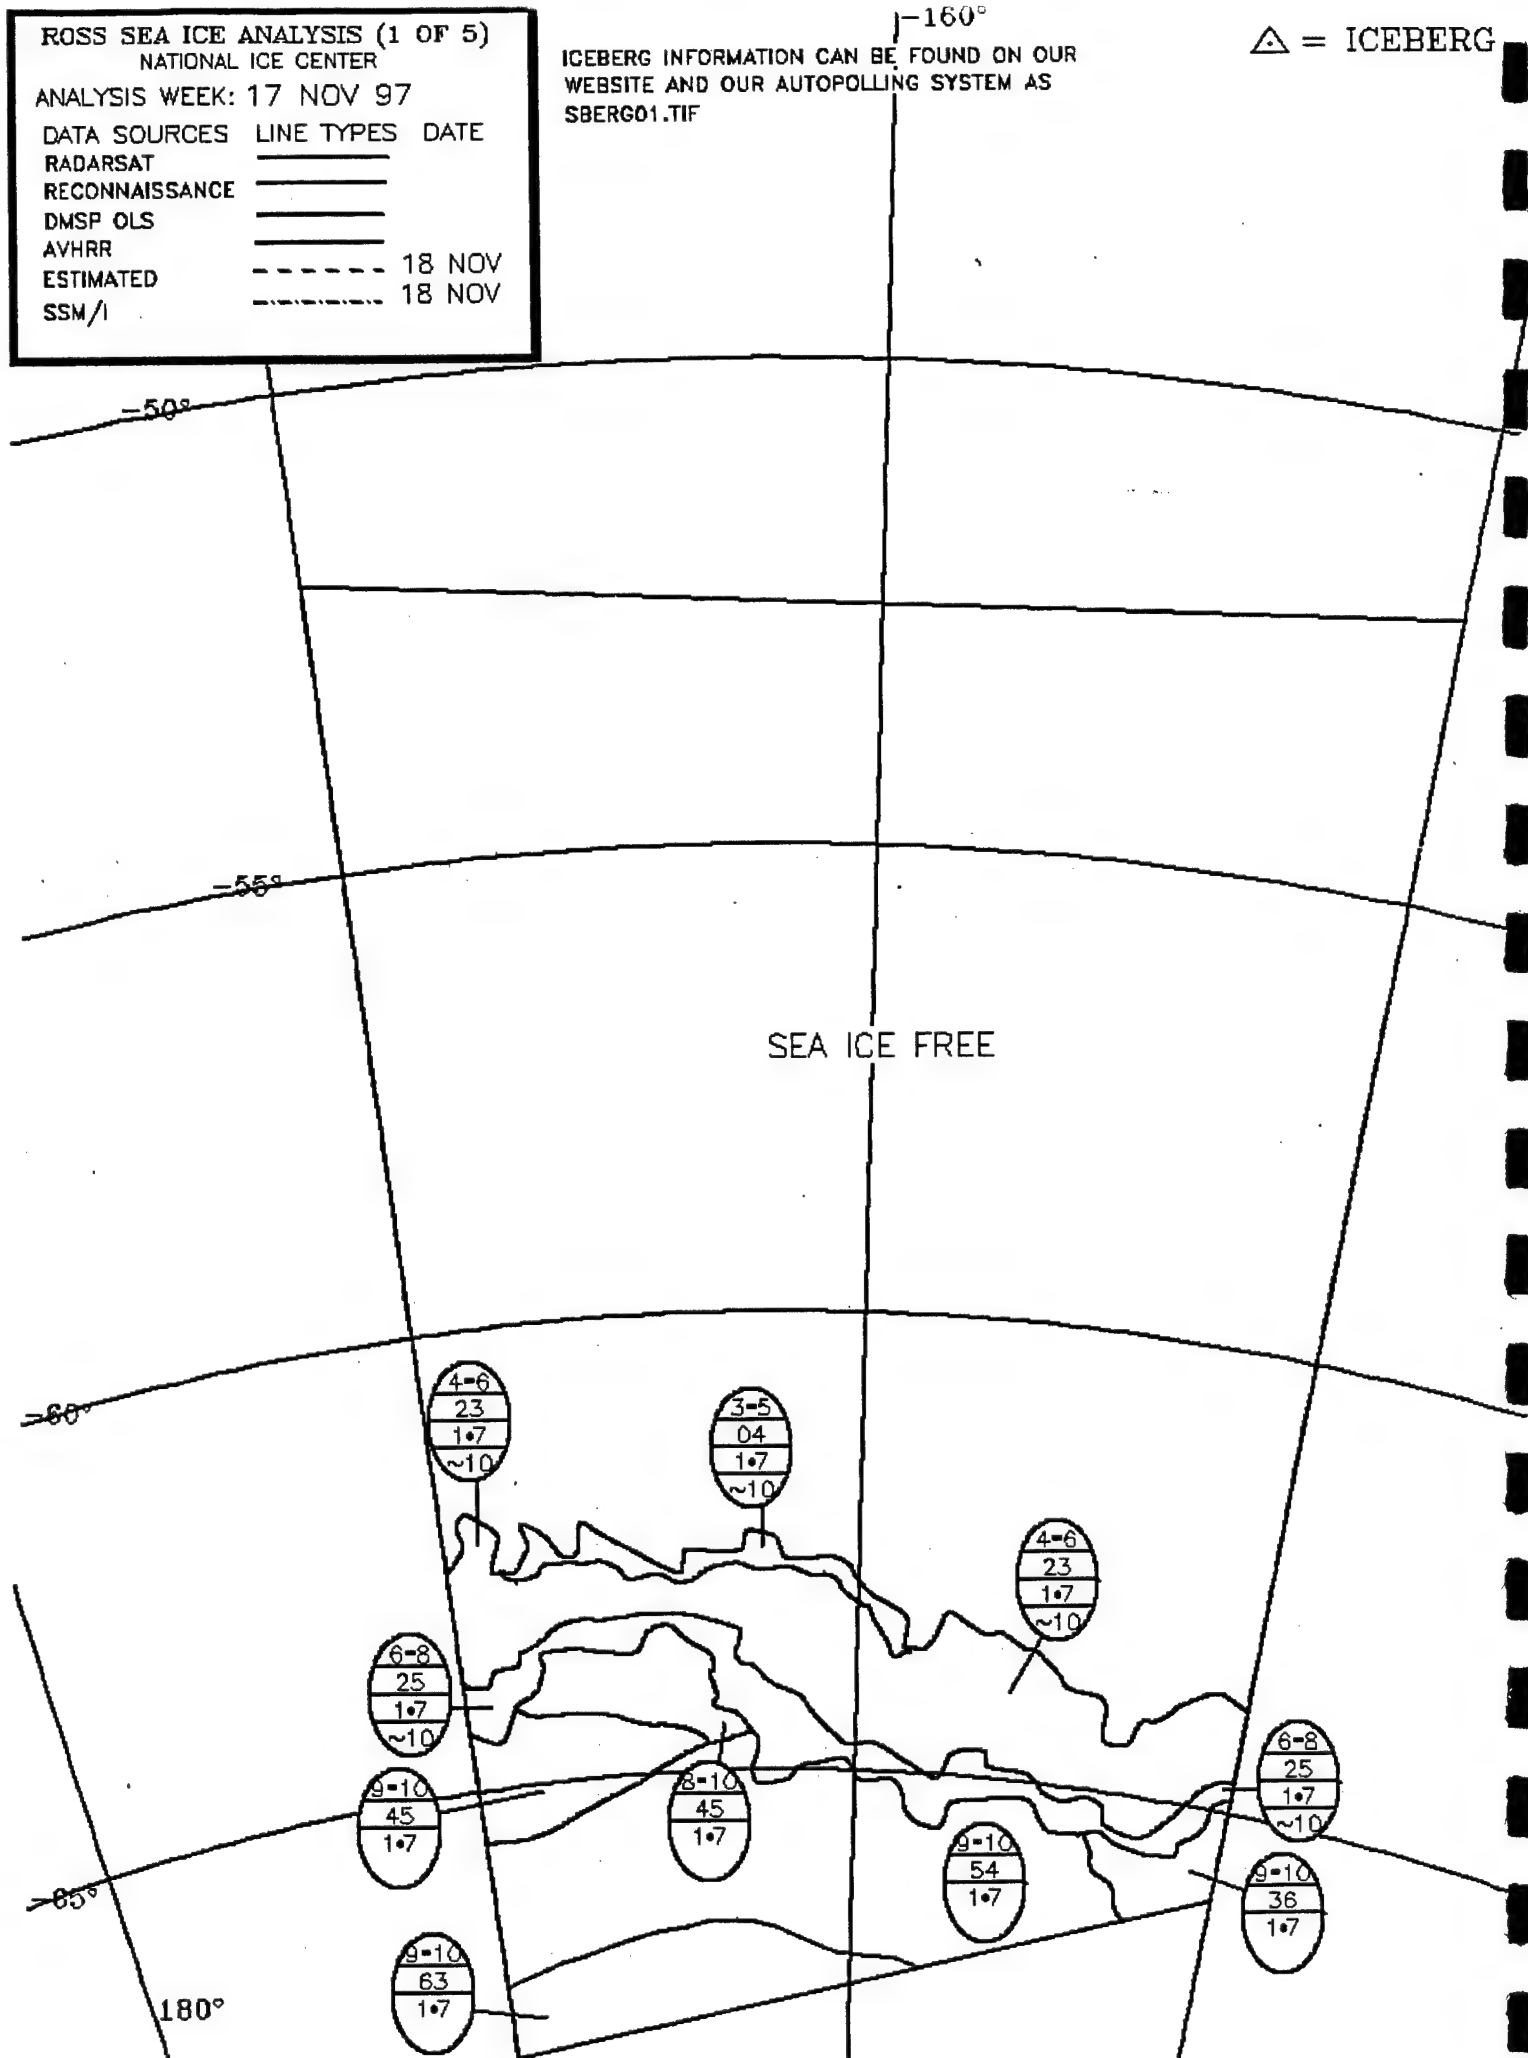 ROSS SEA ICE ANALYSIS (1 OF 5)
NATIONAL ICE CENTER
ANALYSIS WEEK: 17 NOV 97
DATA SOURCES LINE TYPES DATE
RADARSAT
RECONNAISSANCE
DMSP OLS
AVHRR
ESTIMATED 18 NOV
SSM/I 18 NOV
-160°
ICEBERG INFORMATION CAN BE FOUND ON OUR
WEBSITE AND OUR AUTOPOLLING SYSTEM AS
SBERG01.TIF
= ICEBERG
-50°
-55°
SEA ICE FREE
-60°
4-6
23
1•7
~10
3-5
04
1•7
~10
4-6
23
1•7
~10
6-8
25
1•7
~10
6-8
25
1•7
~10
9-10
45
1•7
8-10
45
1•7
9-10
54
1•7
9-10
36
1•7
-65°
9-10
63
1•7
180°